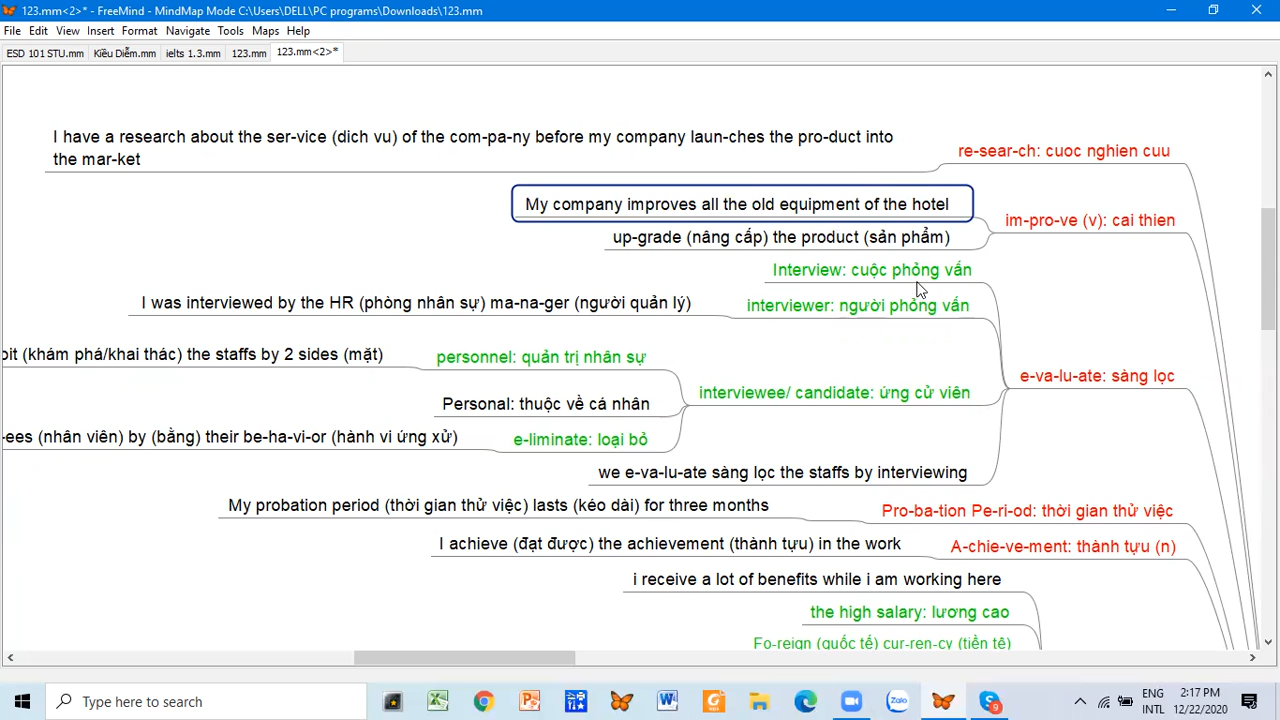 123.mm<2>* - FreeMind - MindMap Mode C:\Users\DELL\PC programs\Downloads\123.mm
File Edit View Insert Format Navigate Tools Maps Help
ESD 101 STU.mm Kiều Diễm.mm ielts 1.3.mm 123.mm 123.mm<2>*
I have a research about the ser-vice (dich vu) of the com-pa-ny before my company laun-ches the pro-duct into
the mar-ket
re-sear-ch: cuoc nghien cuu
My company improves all the old equipment of the hotel
im-pro-ve (v): cai thien
up-grade (nâng cấp) the product (sản phẩm)
Interview: cuộc phỏng vấn
I was interviewed by the HR (phòng nhân sự) ma-na-ger (người quản lý)
interviewer: người phỏng vấn
oit (khám phá/khai thác) the staffs by 2 sides (mặt)
personnel: quản trị nhân sự
e-va-lu-ate: sàng lọc
interviewee/ candidate: ứng cử viên
Personal: thuộc về cá nhân
-ees (nhân viên) by (bằng) their be-ha-vi-or (hành vi ứng xử)
e-liminate: loại bỏ
we e-va-lu-ate sàng lọc the staffs by interviewing
My probation period (thời gian thử việc) lasts (kéo dài) for three months
Pro-ba-tion Pe-ri-od: thời gian thử việc
I achieve (đạt được) the achievement (thành tựu) in the work
A-chie-ve-ment: thành tựu (n)
i receive a lot of benefits while i am working here
the high salary: lương cao
Fo-reign (quốc tế) cur-ren-cy (tiền tê)
Type here to search
Zalo
9
ENG
INTL
2:17 PM
12/22/2020